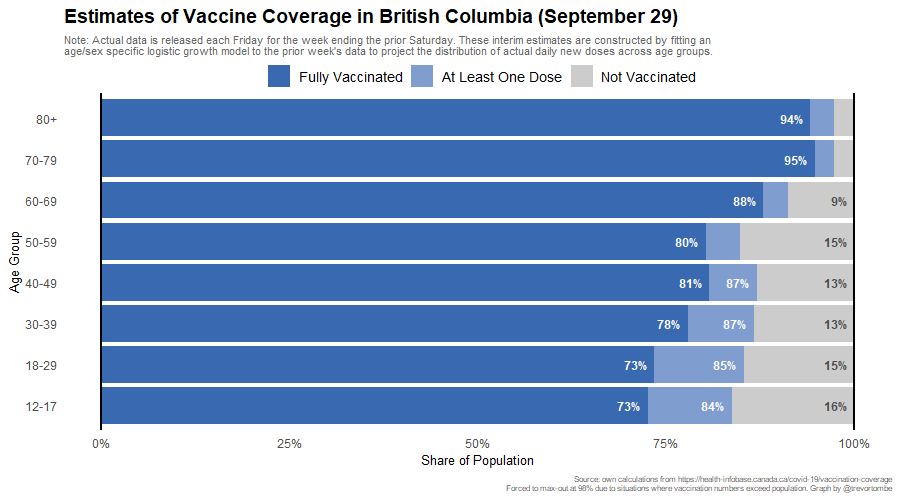 Estimates of Vaccine Coverage in British Columbia (September 29)
Note: Actual data is released each Friday for the week ending the prior Saturday. These interim estimates are constructed by fitting an
age/sex specific logistic growth model to the prior week's data to project the distribution of actual daily new doses across age groups.
Fully Vaccinated At Least One Dose Not Vaccinated
80+ 94%
70-79 95%
60-69 88% 9%
50-59 80% 15%
Age Group
40-49 81% 87% 13%
30-39 78% 87% 13%
18-29 73% 85% 15%
12-17 73% 84% 16%
0% 25% 50% 75% 100%
Share of Population
Source: own calculations from https://health-infobase.canada.ca/covid-19/vaccination-coverage
Forced to max-out at 98% due to situations where vaccination numbers exceed population. Graph by @trevortombe